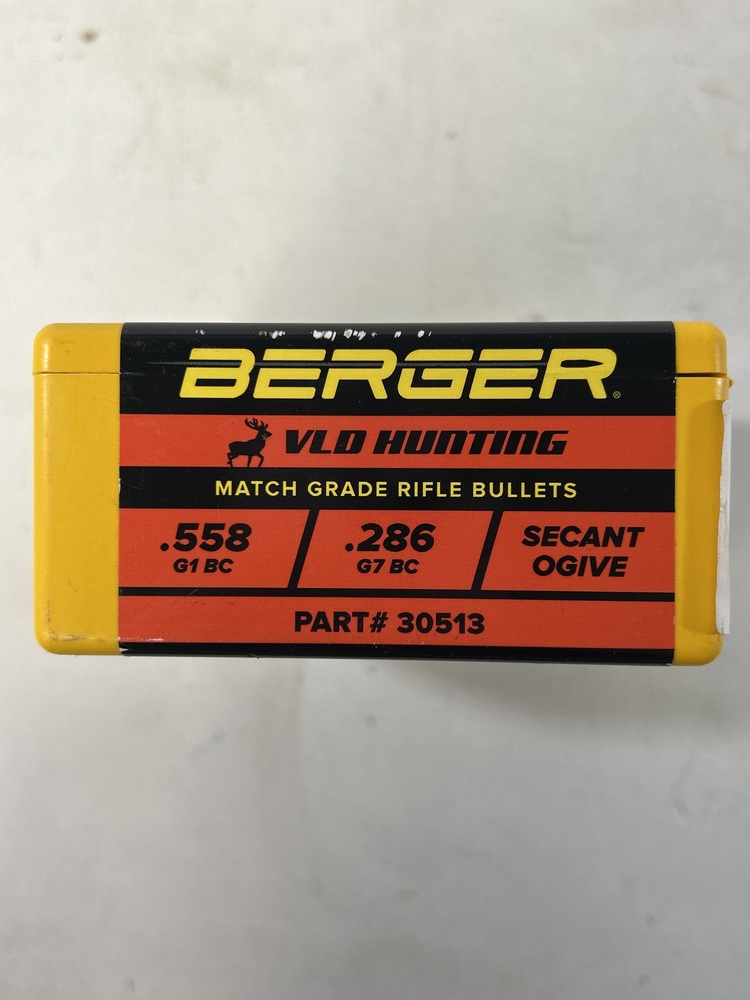 BERGER®
VLD HUNTING
MATCH GRADE RIFLE BULLETS
.558 .286 SECANT
G1 BC G7 BC OGIVE
PART# 30513